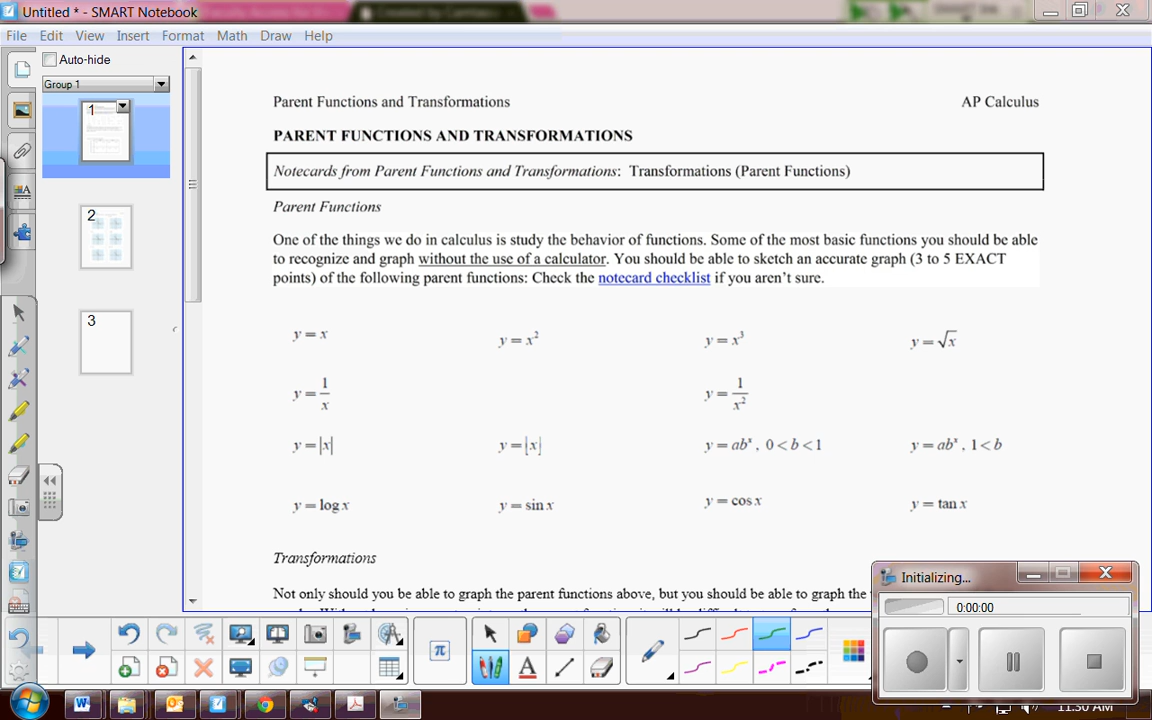 Untitled * - SMART Notebook
File Edit View Insert Format Math Draw Help
Auto-hide
Group 1
1
2
3
Parent Functions and Transformations AP Calculus
PARENT FUNCTIONS AND TRANSFORMATIONS
Notecards from Parent Functions and Transformations: Transformations (Parent Functions)
Parent Functions
One of the things we do in calculus is study the behavior of functions. Some of the most basic functions you should be able
to recognize and graph without the use of a calculator. You should be able to sketch an accurate graph (3 to 5 EXACT
points) of the following parent functions: Check the notecard checklist if you aren't sure.
y = x y = x² y = x³ y = √x
y = 1/x y = 1/x²
y = |x| y = ⌊x⌋ y = abˣ, 0 < b < 1 y = abˣ, 1 < b
y = log x y = sin x y = cos x y = tan x
Transformations
Not only should you be able to graph the parent functions above, but you should be able to graph the
Initializing...
0:00:00
π
A
11:30 AM